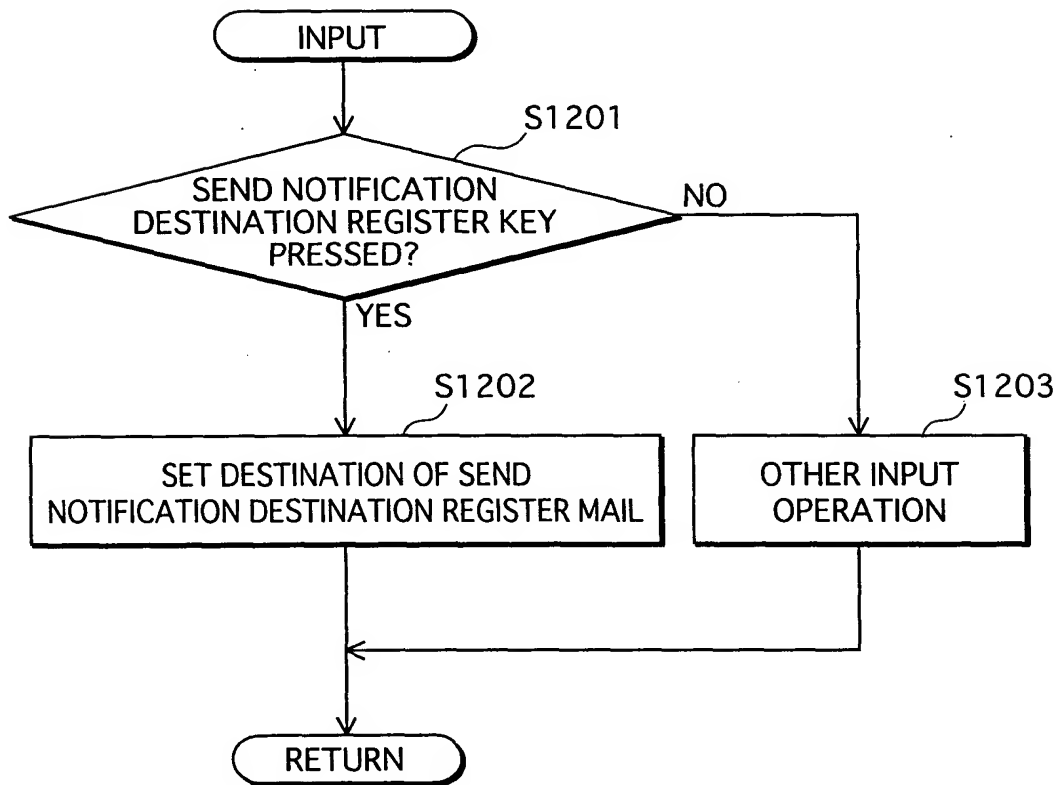 INPUT
S1201
SEND NOTIFICATION
DESTINATION REGISTER KEY
PRESSED?
NO
YES
S1202
SET DESTINATION OF SEND
NOTIFICATION DESTINATION REGISTER MAIL
S1203
OTHER INPUT
OPERATION
RETURN